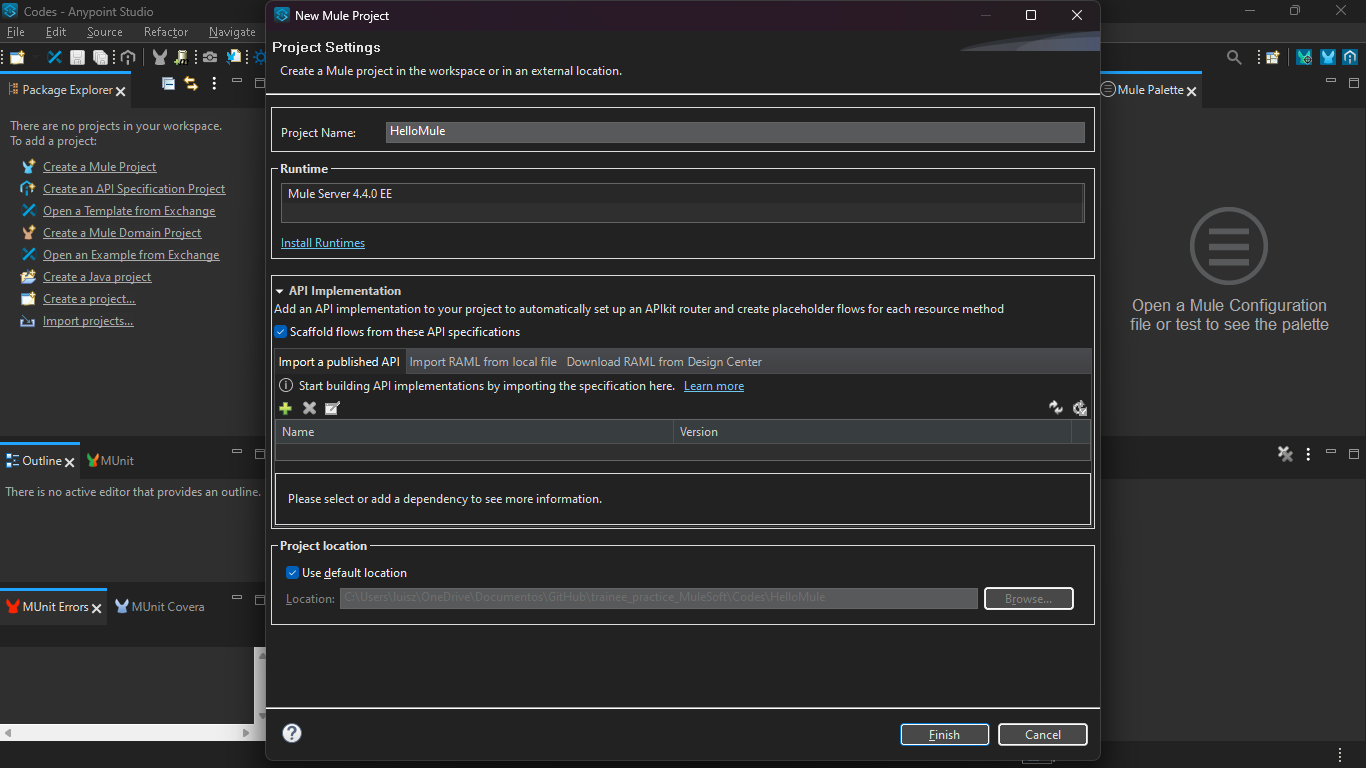 Codes - Anypoint Studio
File Edit Source Refactor Navigate
Package Explorer
There are no projects in your workspace.
To add a project:
Create a Mule Project
Create an API Specification Project
Open a Template from Exchange
Create a Mule Domain Project
Open an Example from Exchange
Create a Java project
Create a project...
Import projects...
Outline MUnit
There is no active editor that provides an outline.
MUnit Errors MUnit Covera
New Mule Project
Project Settings
Create a Mule project in the workspace or in an external location.
Project Name: HelloMule
Runtime
Mule Server 4.4.0 EE
Install Runtimes
API Implementation
Add an API implementation to your project to automatically set up an APIkit router and create placeholder flows for each resource method
Scaffold flows from these API specifications
Import a published API Import RAML from local file Download RAML from Design Center
Start building API implementations by importing the specification here. Learn more
Name Version
Please select or add a dependency to see more information.
Project location
Use default location
Location: C:\Users\luisz\OneDrive\Documentos\GitHub\trainee_practice_MuleSoft\Codes\HelloMule Browse...
Finish Cancel
Mule Palette
Open a Mule Configuration
file or test to see the palette